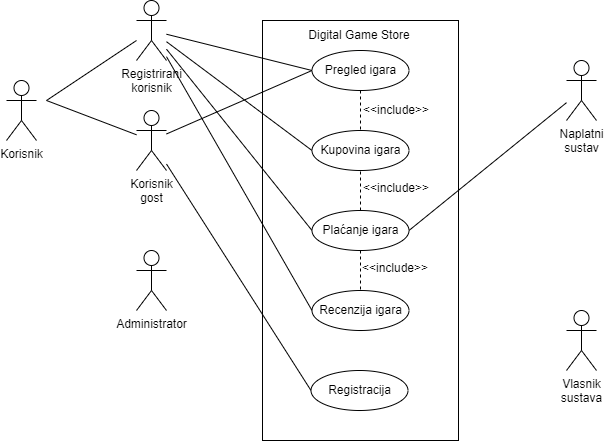 Digital Game Store
Registrirani
korisnik
Pregled igara
<<include>>
Korisnik
Korisnik
gost
Kupovina igara
Naplatni
sustav
<<include>>
Plaćanje igara
<<include>>
Administrator
Recenzija igara
Registracija
Vlasnik
sustava